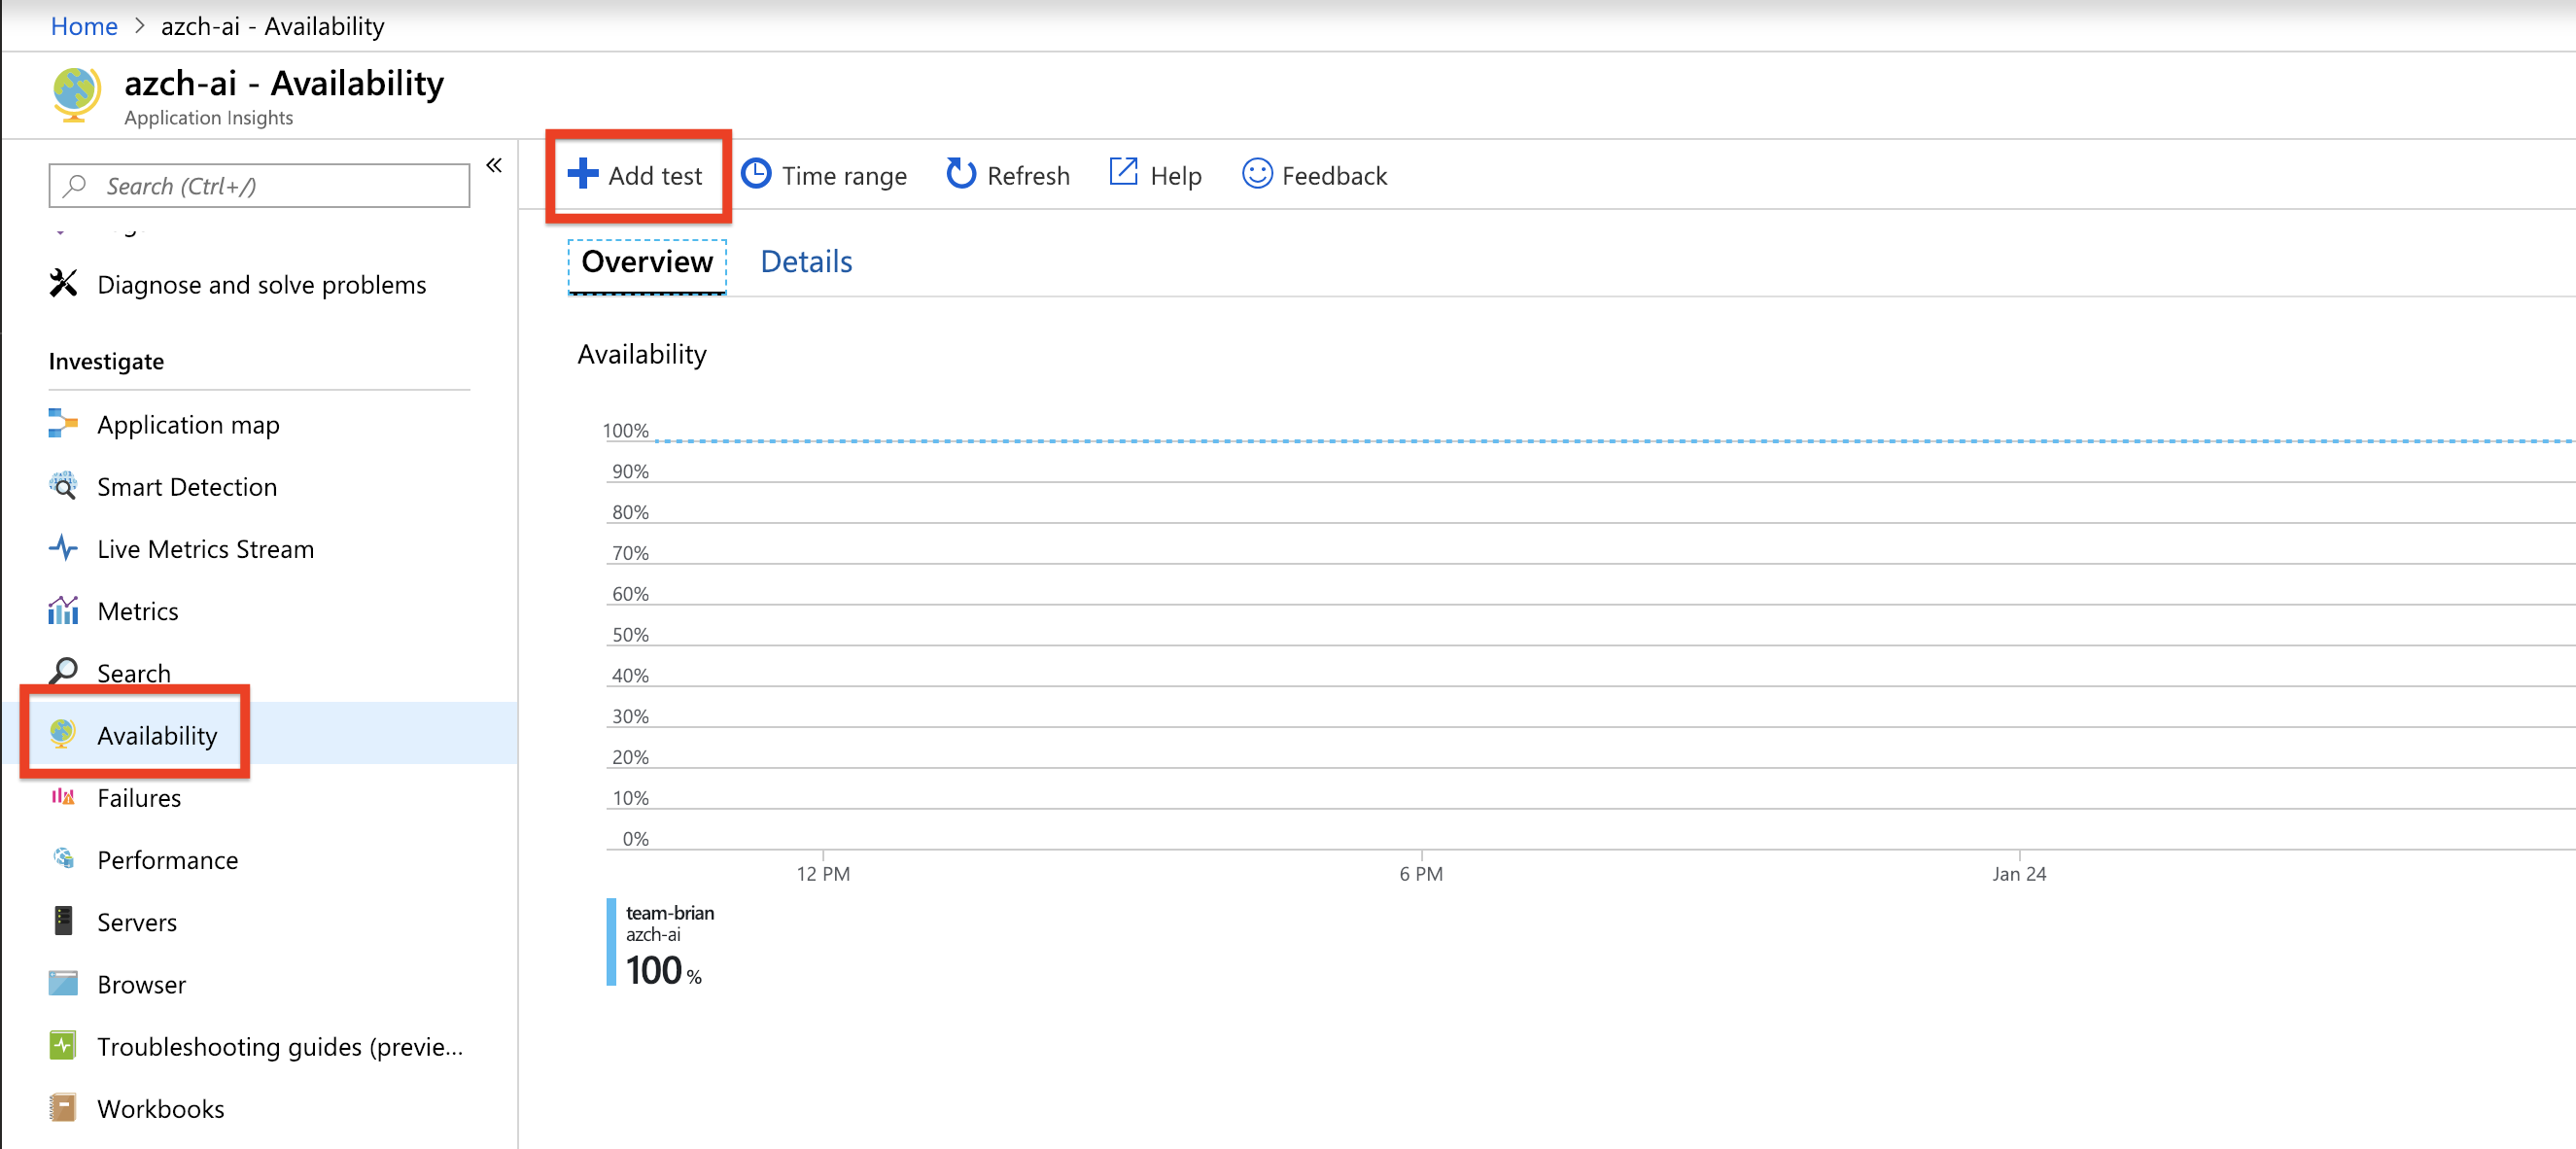 Home > azch-ai - Availability
azch-ai - Availability
Application Insights
Search (Ctrl+/)
«
Add test
Time range
Refresh
Help
Feedback
Diagnose and solve problems
Investigate
Application map
Smart Detection
Live Metrics Stream
Metrics
Search
Availability
Failures
Performance
Servers
Browser
Troubleshooting guides (previe...
Workbooks
Overview
Details
Availability
100%
90%
80%
70%
60%
50%
40%
30%
20%
10%
0%
12 PM
6 PM
Jan 24
team-brian
azch-ai
100 %